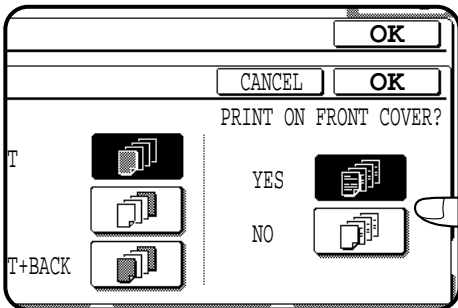 OK
CANCEL OK
PRINT ON FRONT COVER?
T
YES
NO
T+BACK